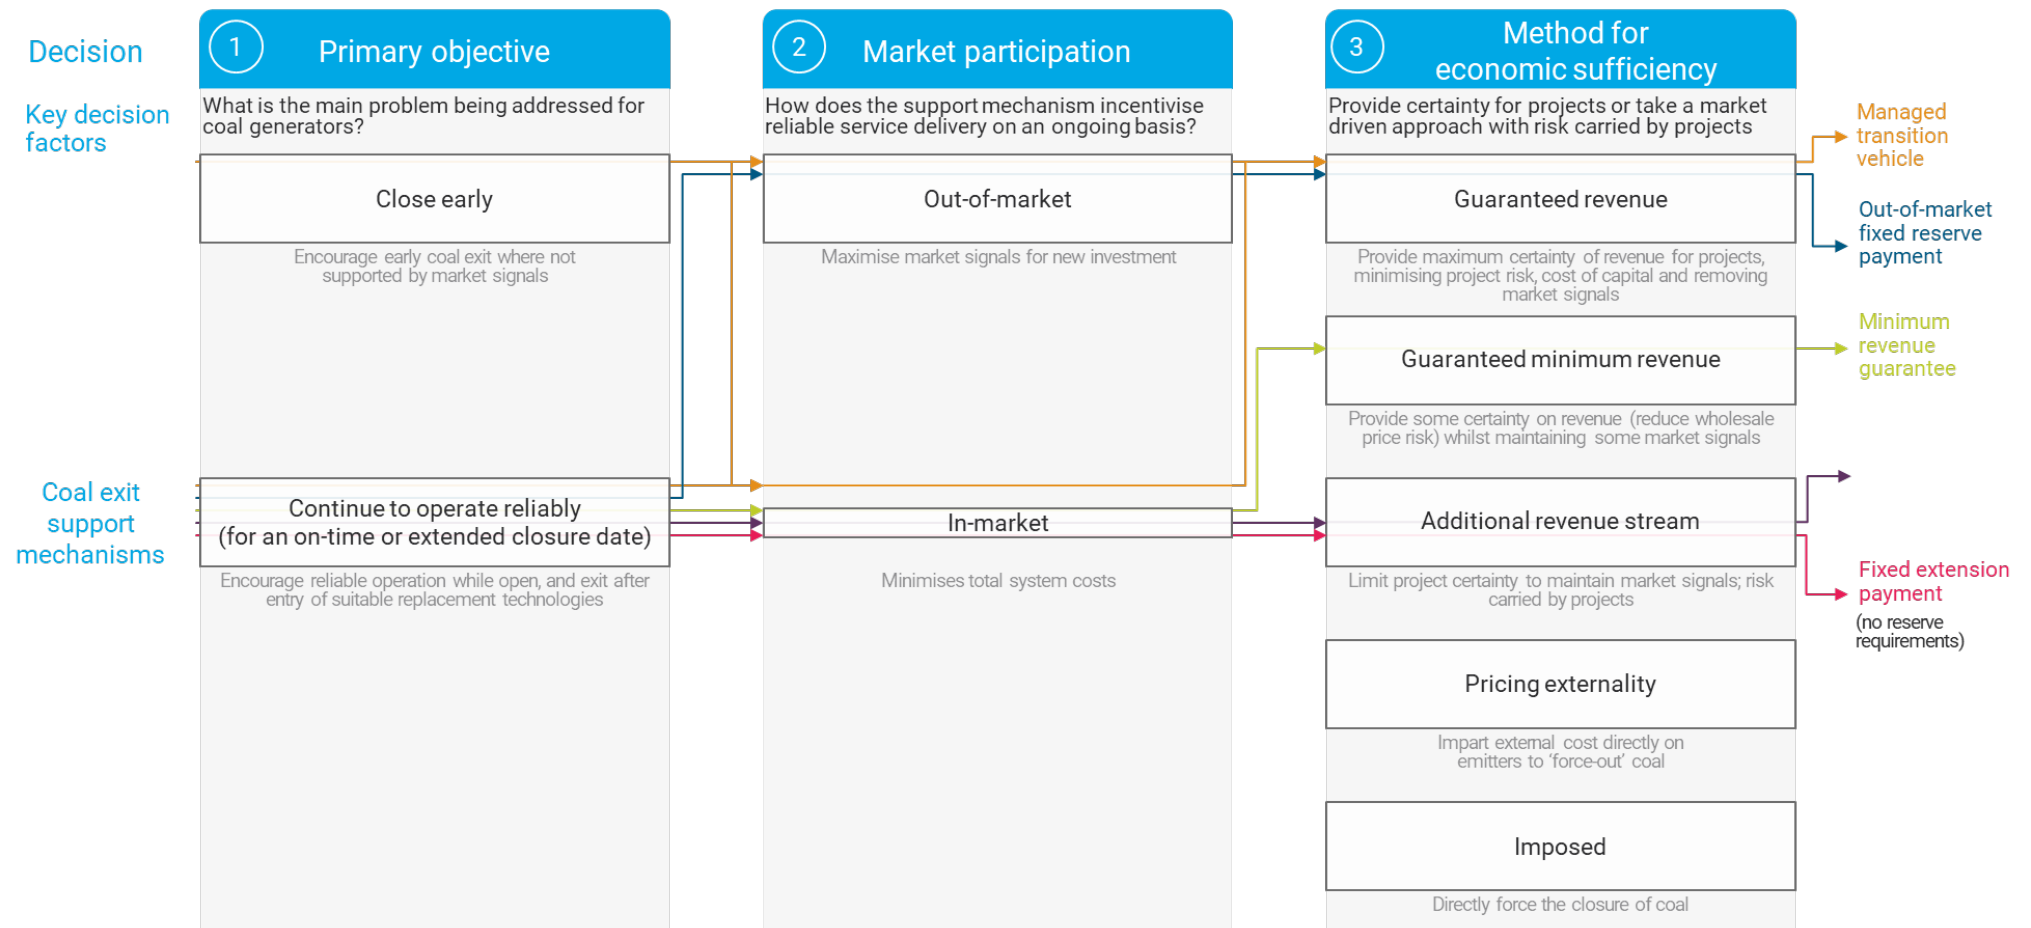 Decision
1
Primary objective
2
Market participation
3
Method for
economic sufficiency
Key decision
factors
What is the main problem being addressed for
coal generators?
How does the support mechanism incentivise
reliable service delivery on an ongoing basis?
Provide certainty for projects or take a market
driven approach with risk carried by projects
Close early
Encourage early coal exit where not
supported by market signals
Out-of-market
Maximise market signals for new investment
Guaranteed revenue
Provide maximum certainty of revenue for projects,
minimising project risk, cost of capital and removing
market signals
Managed
transition
vehicle
Out-of-market
fixed reserve
payment
Guaranteed minimum revenue
Provide some certainty on revenue (reduce wholesale
price risk) whilst maintaining some market signals
Minimum
revenue
guarantee
Coal exit
support
mechanisms
Continue to operate reliably
(for an on-time or extended closure date)
Encourage reliable operation while open, and exit after
entry of suitable replacement technologies
In-market
Minimises total system costs
Additional revenue stream
Limit project certainty to maintain market signals; risk
carried by projects
Fixed extension
payment
(no reserve
requirements)
Pricing externality
Impart external cost directly on
emitters to ‘force-out’ coal
Imposed
Directly force the closure of coal